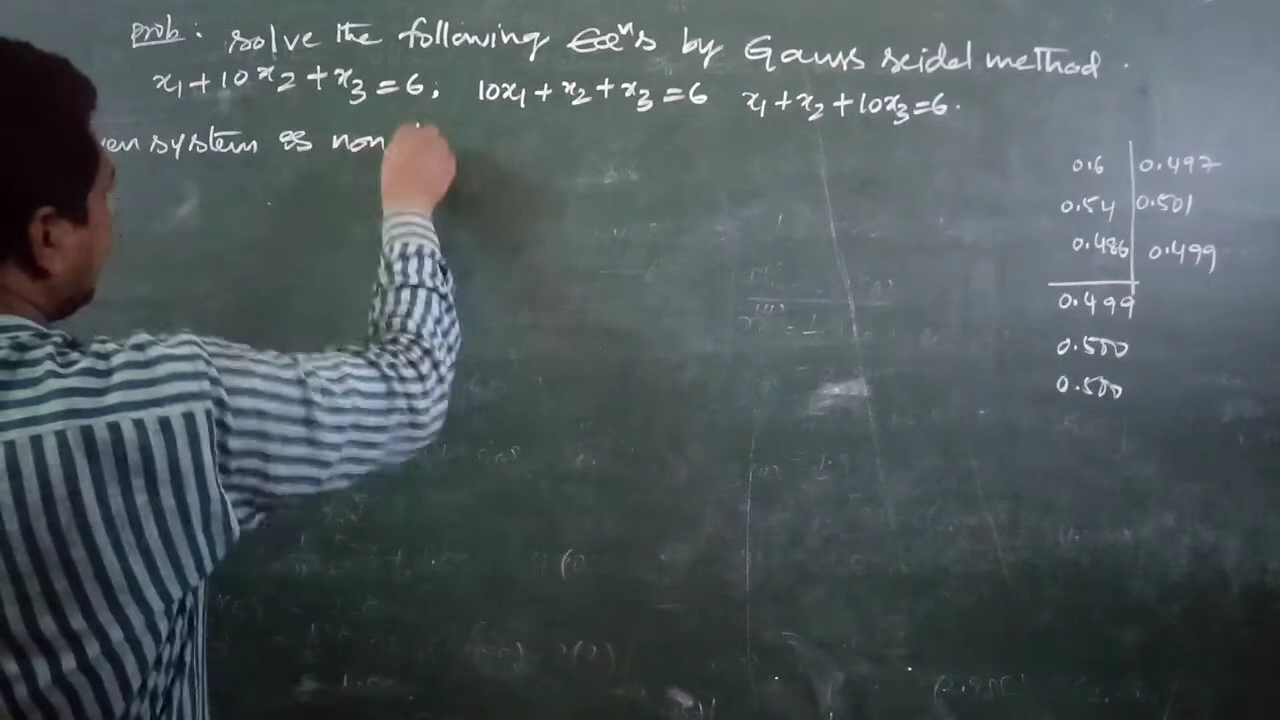 prob: solve the following Eqⁿs by Gauss seidel method.
x₁+10x₂+x₃=6; 10x₁+x₂+x₃=6 x₁+x₂+10x₃=6.
system is non
0.6 0.497
0.54 0.501
0.486 0.499
0.499
0.500
0.500